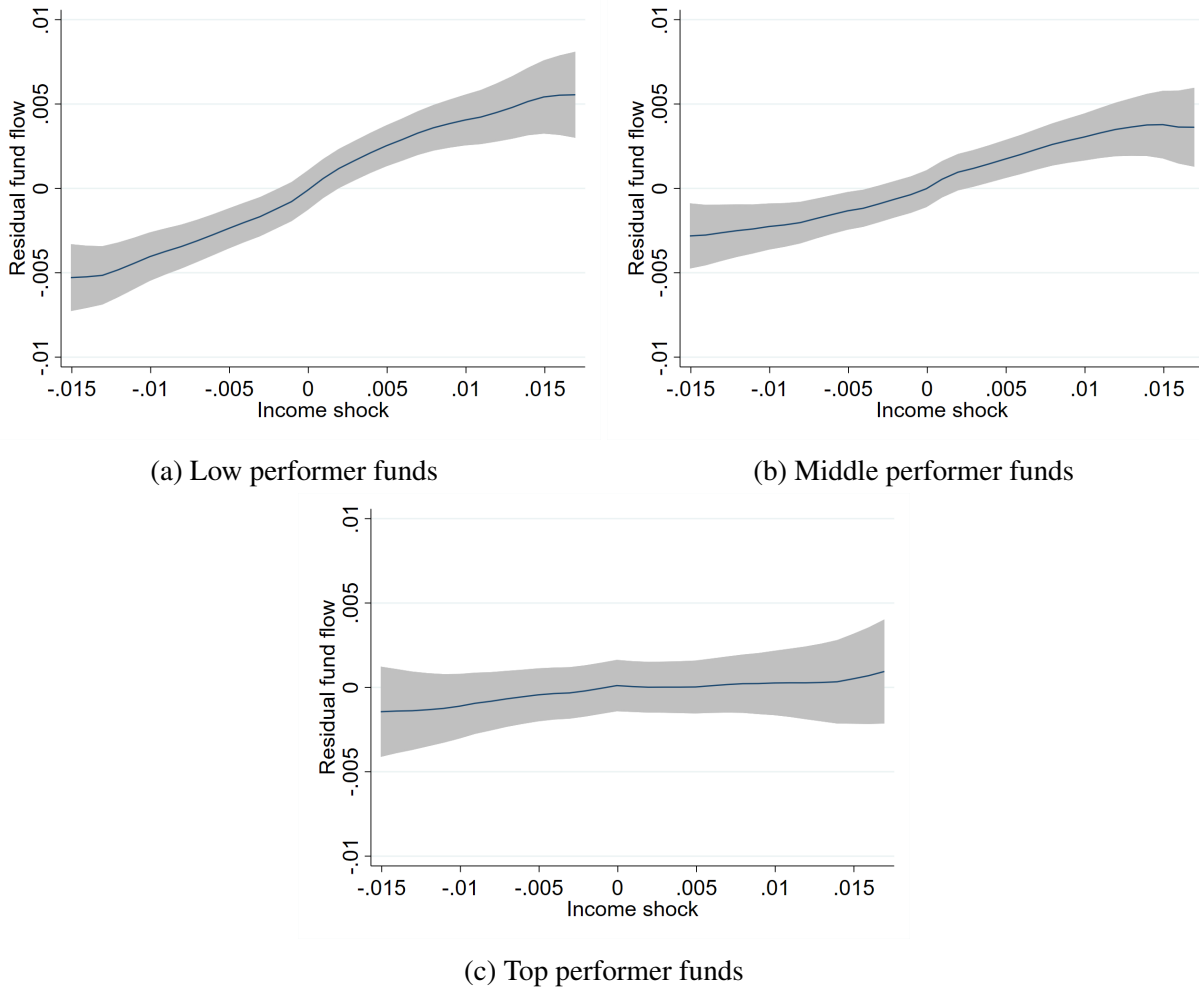 .01
.005
0
-.005
-.01
Residual fund flow
-.015 -.01 -.005 0 .005 .01 .015
Income shock
(a) Low performer funds
.01
.005
0
-.005
-.01
Residual fund flow
-.015 -.01 -.005 0 .005 .01 .015
Income shock
(b) Middle performer funds
.01
.005
0
-.005
-.01
Residual fund flow
-.015 -.01 -.005 0 .005 .01 .015
Income shock
(c) Top performer funds